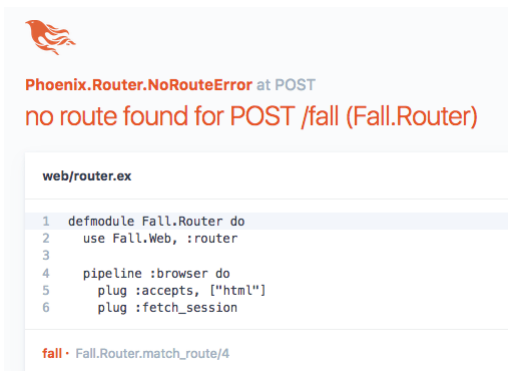 Phoenix.Router.NoRouteError at POST
no route found for POST /fall (Fall.Router)
web/router.ex
1 defmodule Fall.Router do
2 use Fall.Web, :router
3
4 pipeline :browser do
5 plug :accepts, ["html"]
6 plug :fetch_session
fall · Fall.Router.match_route/4